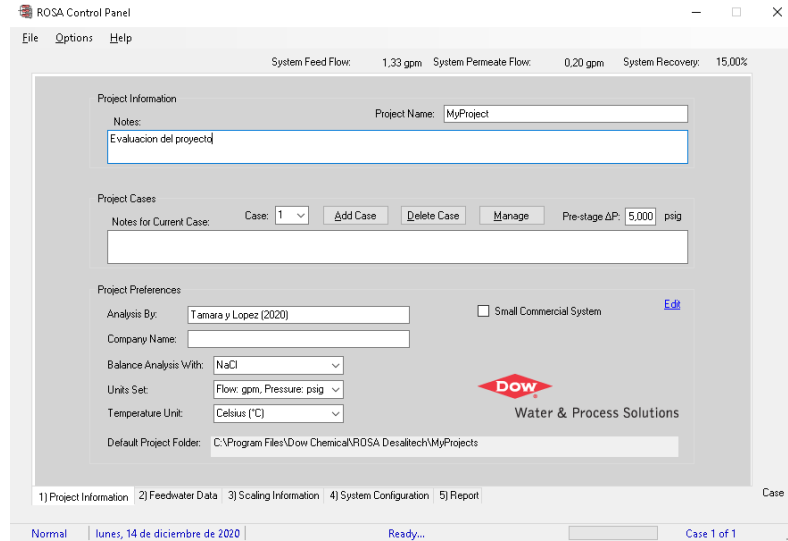 ROSA Control Panel
File Options Help
System Feed Flow: 1,33 gpm System Permeate Flow: 0,20 gpm System Recovery: 15,00%
Project Information
Project Name: MyProject
Notes:
Evaluacion del proyecto
Project Cases
Case: 1 Add Case Delete Case Manage Pre-stage ΔP: 5,000 psig
Notes for Current Case:
Project Preferences
Analysis By: Tamara y Lopez (2020)
Small Commercial System
Edit
Company Name:
Balance Analysis With: NaCl
Units Set: Flow: gpm, Pressure: psig
DOW
Temperature Unit: Celsius (°C)
Water & Process Solutions
Default Project Folder: C:\Program Files\Dow Chemical\ROSA Desalitech\MyProjects
1) Project Information 2) Feedwater Data 3) Scaling Information 4) System Configuration 5) Report
Case
Normal lunes, 14 de diciembre de 2020 Ready... Case 1 of 1